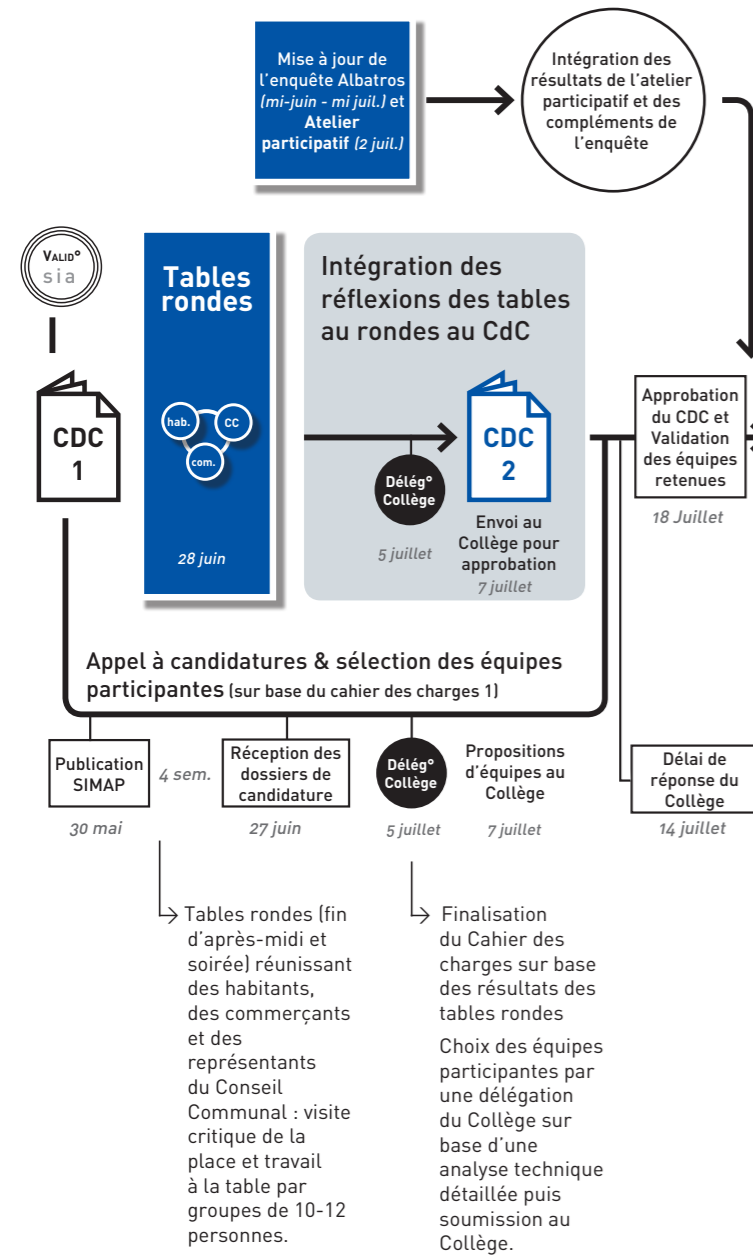 Mise à jour de
l'enquête Albatros
(mi-juin - mi juil.) et
Atelier
participatif (2 juil.)
Intégration des
résultats de l'atelier
participatif et des
compléments de
l'enquête
VALID°
sia
CDC
1
Tables
rondes
hab.
CC
com.
28 juin
Intégration des
réflexions des tables
au rondes au CdC
Délég°
Collège
5 juillet
CDC
2
Envoi au
Collège pour
approbation
7 juillet
Approbation
du CDC et
Validation
des équipes
retenues
18 Juillet
Appel à candidatures & sélection des équipes
participantes (sur base du cahier des charges 1)
Publication
SIMAP
30 mai
4 sem.
Réception des
dossiers de
candidature
27 juin
Délég°
Collège
5 juillet
Propositions
d'équipes au
Collège
7 juillet
Délai de
réponse du
Collège
14 juillet
Tables rondes (fin
d'après-midi et
soirée) réunissant
des habitants,
des commerçants
et des
représentants
du Conseil
Communal : visite
critique de la
place et travail
à la table par
groupes de 10-12
personnes.
Finalisation
du Cahier des
charges sur base
des résultats des
tables rondes
Choix des équipes
participantes par
une délégation
du Collège sur
base d'une
analyse technique
détaillée puis
soumission au
Collège.